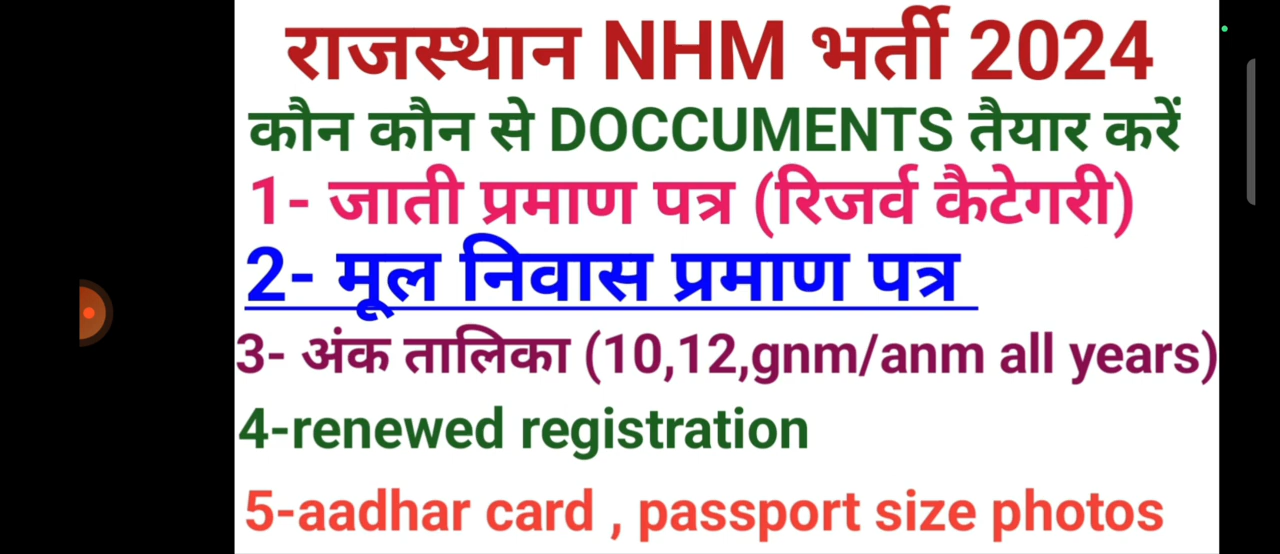 राजस्थान NHM भर्ती 2024
कौन कौन से DOCCUMENTS तैयार करें
1- जाती प्रमाण पत्र (रिजर्व कैटेगरी)
2- मूल निवास प्रमाण पत्र
3- अंक तालिका (10,12,gnm/anm all years)
4-renewed registration
5-aadhar card , passport size photos